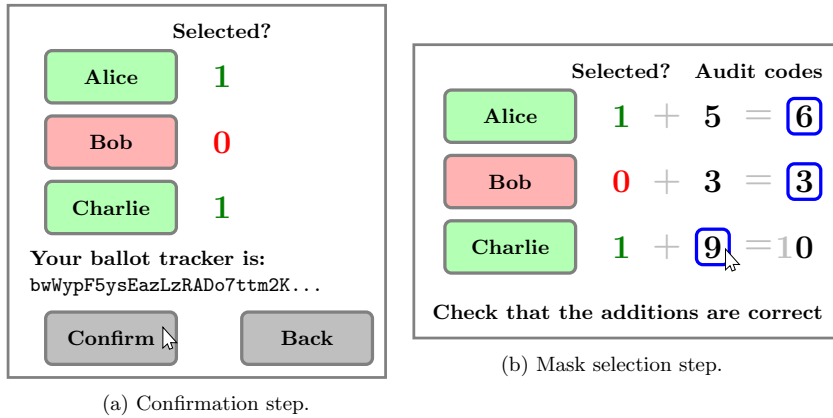 Selected?
Alice 1
Bob 0
Charlie 1
Your ballot tracker is:
bwWypF5ysEazLzRADo7ttm2K...
Confirm Back
(a) Confirmation step.
Selected? Audit codes
Alice 1 + 5 = 6
Bob 0 + 3 = 3
Charlie 1 + 9 = 10
Check that the additions are correct
(b) Mask selection step.